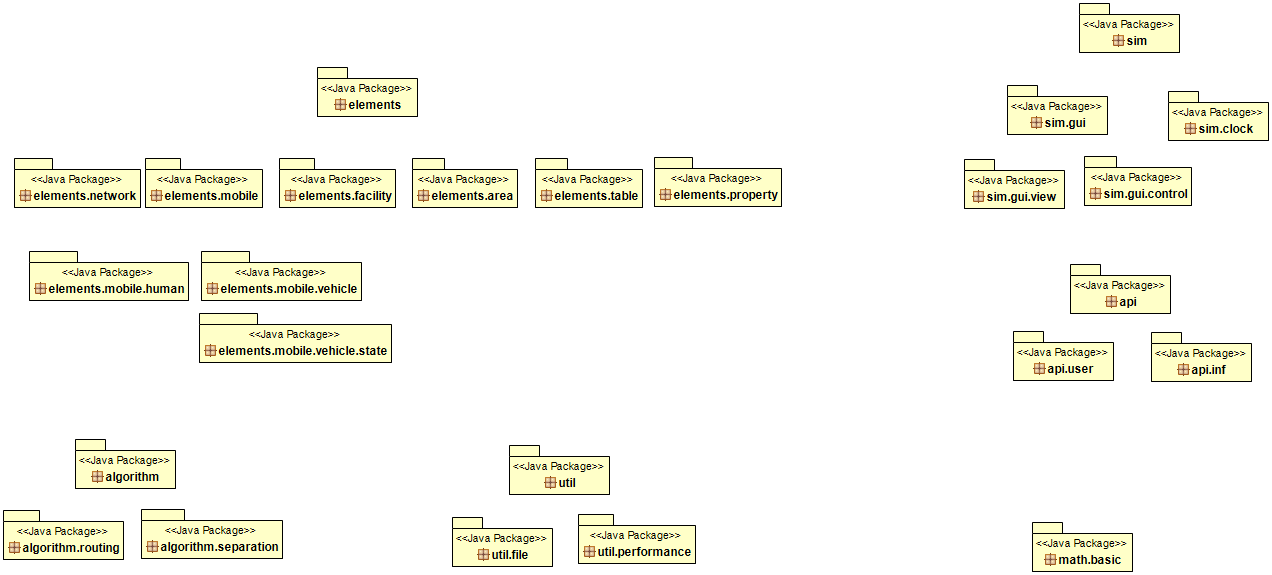 <<Java Package>>
sim
<<Java Package>>
elements
<<Java Package>>
sim.gui
<<Java Package>>
sim.clock
<<Java Package>>
elements.network
<<Java Package>>
elements.mobile
<<Java Package>>
elements.facility
<<Java Package>>
elements.area
<<Java Package>>
elements.table
<<Java Package>>
elements.property
<<Java Package>>
sim.gui.view
<<Java Package>>
sim.gui.control
<<Java Package>>
elements.mobile.human
<<Java Package>>
elements.mobile.vehicle
<<Java Package>>
api
<<Java Package>>
elements.mobile.vehicle.state
<<Java Package>>
api.user
<<Java Package>>
api.inf
<<Java Package>>
algorithm
<<Java Package>>
util
<<Java Package>>
algorithm.routing
<<Java Package>>
algorithm.separation
<<Java Package>>
util.file
<<Java Package>>
util.performance
<<Java Package>>
math.basic